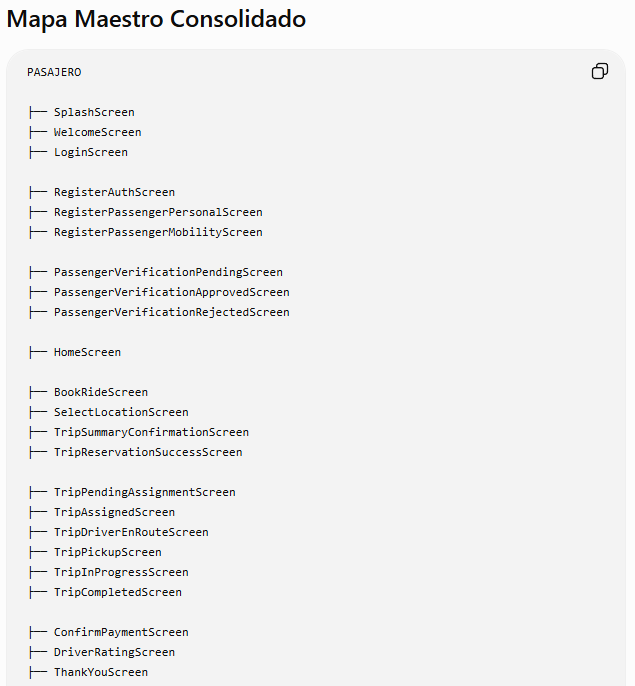 Mapa Maestro Consolidado
PASAJERO
├── SplashScreen
├── WelcomeScreen
├── LoginScreen
├── RegisterAuthScreen
├── RegisterPassengerPersonalScreen
├── RegisterPassengerMobilityScreen
├── PassengerVerificationPendingScreen
├── PassengerVerificationApprovedScreen
├── PassengerVerificationRejectedScreen
├── HomeScreen
├── BookRideScreen
├── SelectLocationScreen
├── TripSummaryConfirmationScreen
├── TripReservationSuccessScreen
├── TripPendingAssignmentScreen
├── TripAssignedScreen
├── TripDriverEnRouteScreen
├── TripPickupScreen
├── TripInProgressScreen
├── TripCompletedScreen
├── ConfirmPaymentScreen
├── DriverRatingScreen
├── ThankYouScreen